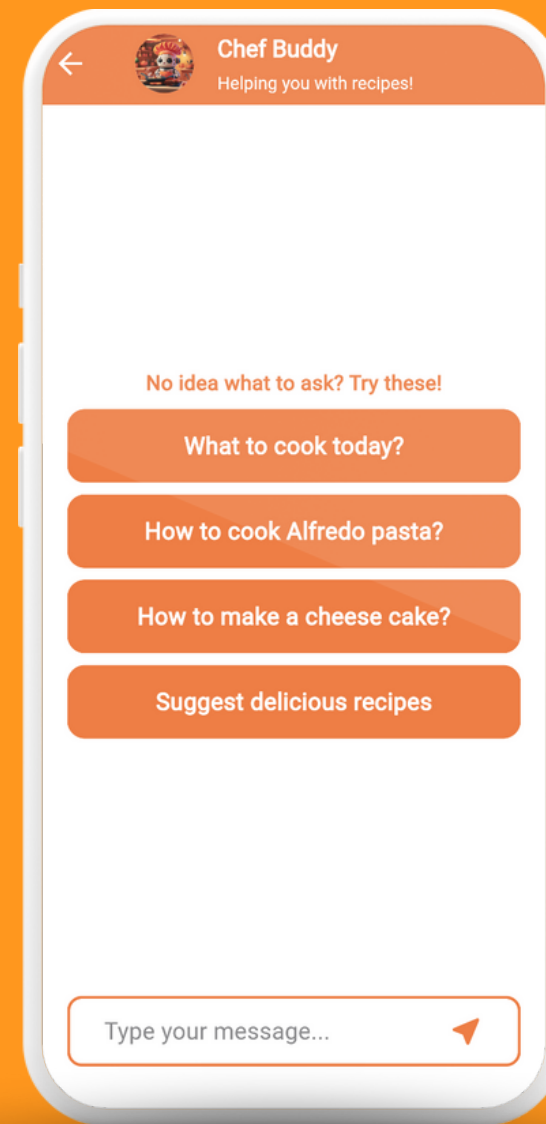 Chef Buddy
Helping you with recipes!
No idea what to ask? Try these!
What to cook today?
How to cook Alfredo pasta?
How to make a cheese cake?
Suggest delicious recipes
Type your message...